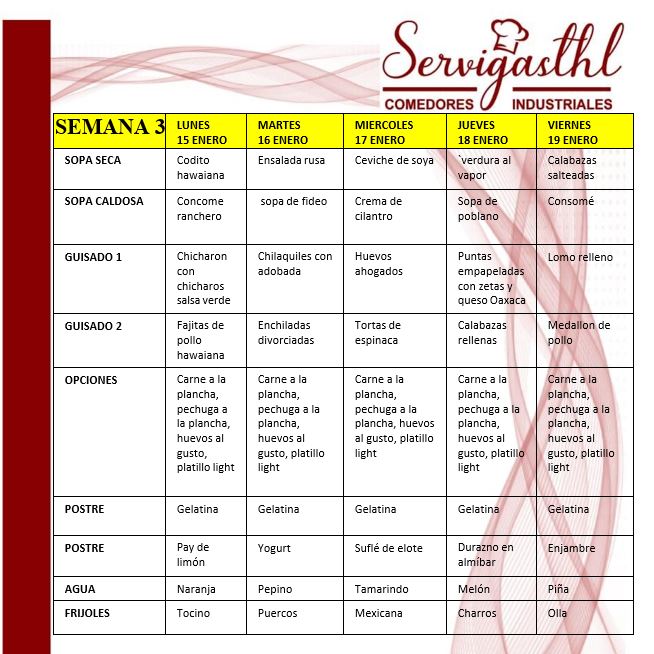 Servigasthl
COMEDORES INDUSTRIALES
SEMANA 3 LUNES 15 ENERO MARTES 16 ENERO MIERCOLES 17 ENERO JUEVES 18 ENERO VIERNES 19 ENERO
SOPA SECA Codito hawaiana Ensalada rusa Ceviche de soya `verdura al vapor Calabazas salteadas
SOPA CALDOSA Concome ranchero sopa de fideo Crema de cilantro Sopa de poblano Consomé
GUISADO 1 Chicharon con chicharos salsa verde Chilaquiles con adobada Huevos ahogados Puntas empapeladas con zetas y queso Oaxaca Lomo relleno
GUISADO 2 Fajitas de pollo hawaiana Enchiladas divorciadas Tortas de espinaca Calabazas rellenas Medallon de pollo
OPCIONES Carne a la plancha, pechuga a la plancha, huevos al gusto, platillo light Carne a la plancha, pechuga a la plancha, huevos al gusto, platillo light Carne a la plancha, pechuga a la plancha, huevos al gusto, platillo light Carne a la plancha, pechuga a la plancha, huevos al gusto, platillo light Carne a la plancha, pechuga a la plancha, huevos al gusto, platillo light
POSTRE Gelatina Gelatina Gelatina Gelatina Gelatina
POSTRE Pay de limón Yogurt Suflé de elote Durazno en almíbar Enjambre
AGUA Naranja Pepino Tamarindo Melón Piña
FRIJOLES Tocino Puercos Mexicana Charros Olla